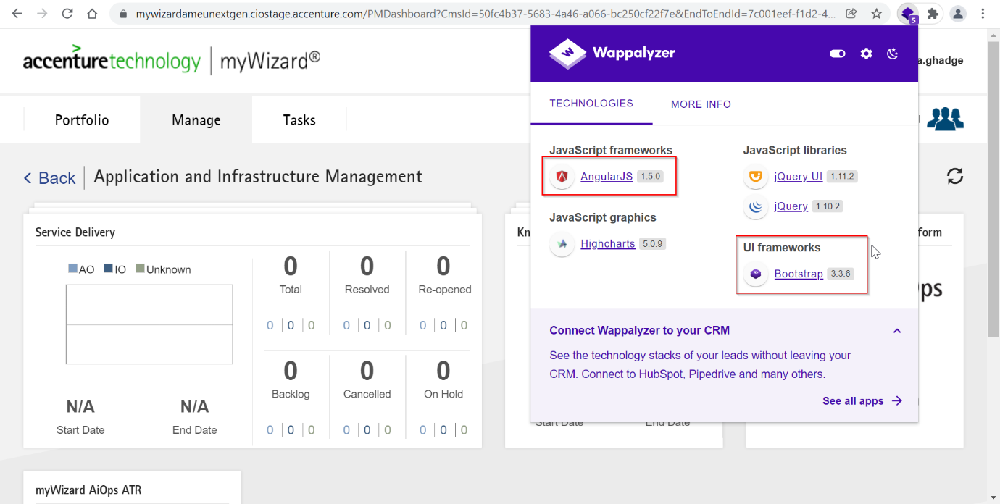 mywizardameunextgen.ciostage.accenture.com/PMDashboard?CmsId=50fc4b37-5683-4a46-a066-bc250cf22f7e&EndToEndId=7c001eef-f1d2-4...
5
accenturetechnology
myWizard®
a.ghadge
Portfolio
Manage
Tasks
Back
Application and Infrastructure Management
Service Delivery
AO
IO
Unknown
0 0 0
Total Resolved Re-opened
0 0 0 0 0 0 0 0 0
0 0 0
Backlog Cancelled On Hold
0 0 0 0 0 0 0 0 0
N/A N/A
Start Date End Date
Kn
form
ps
Start Date End Date
myWizard AiOps ATR
Wappalyzer
TECHNOLOGIES
MORE INFO
JavaScript frameworks
AngularJS 1.5.0
JavaScript graphics
Highcharts 5.0.9
JavaScript libraries
jQuery UI 1.11.2
jQuery 1.10.2
UI frameworks
Bootstrap 3.3.6
Connect Wappalyzer to your CRM
See the technology stacks of your leads without leaving your
CRM. Connect to HubSpot, Pipedrive and many others.
See all apps